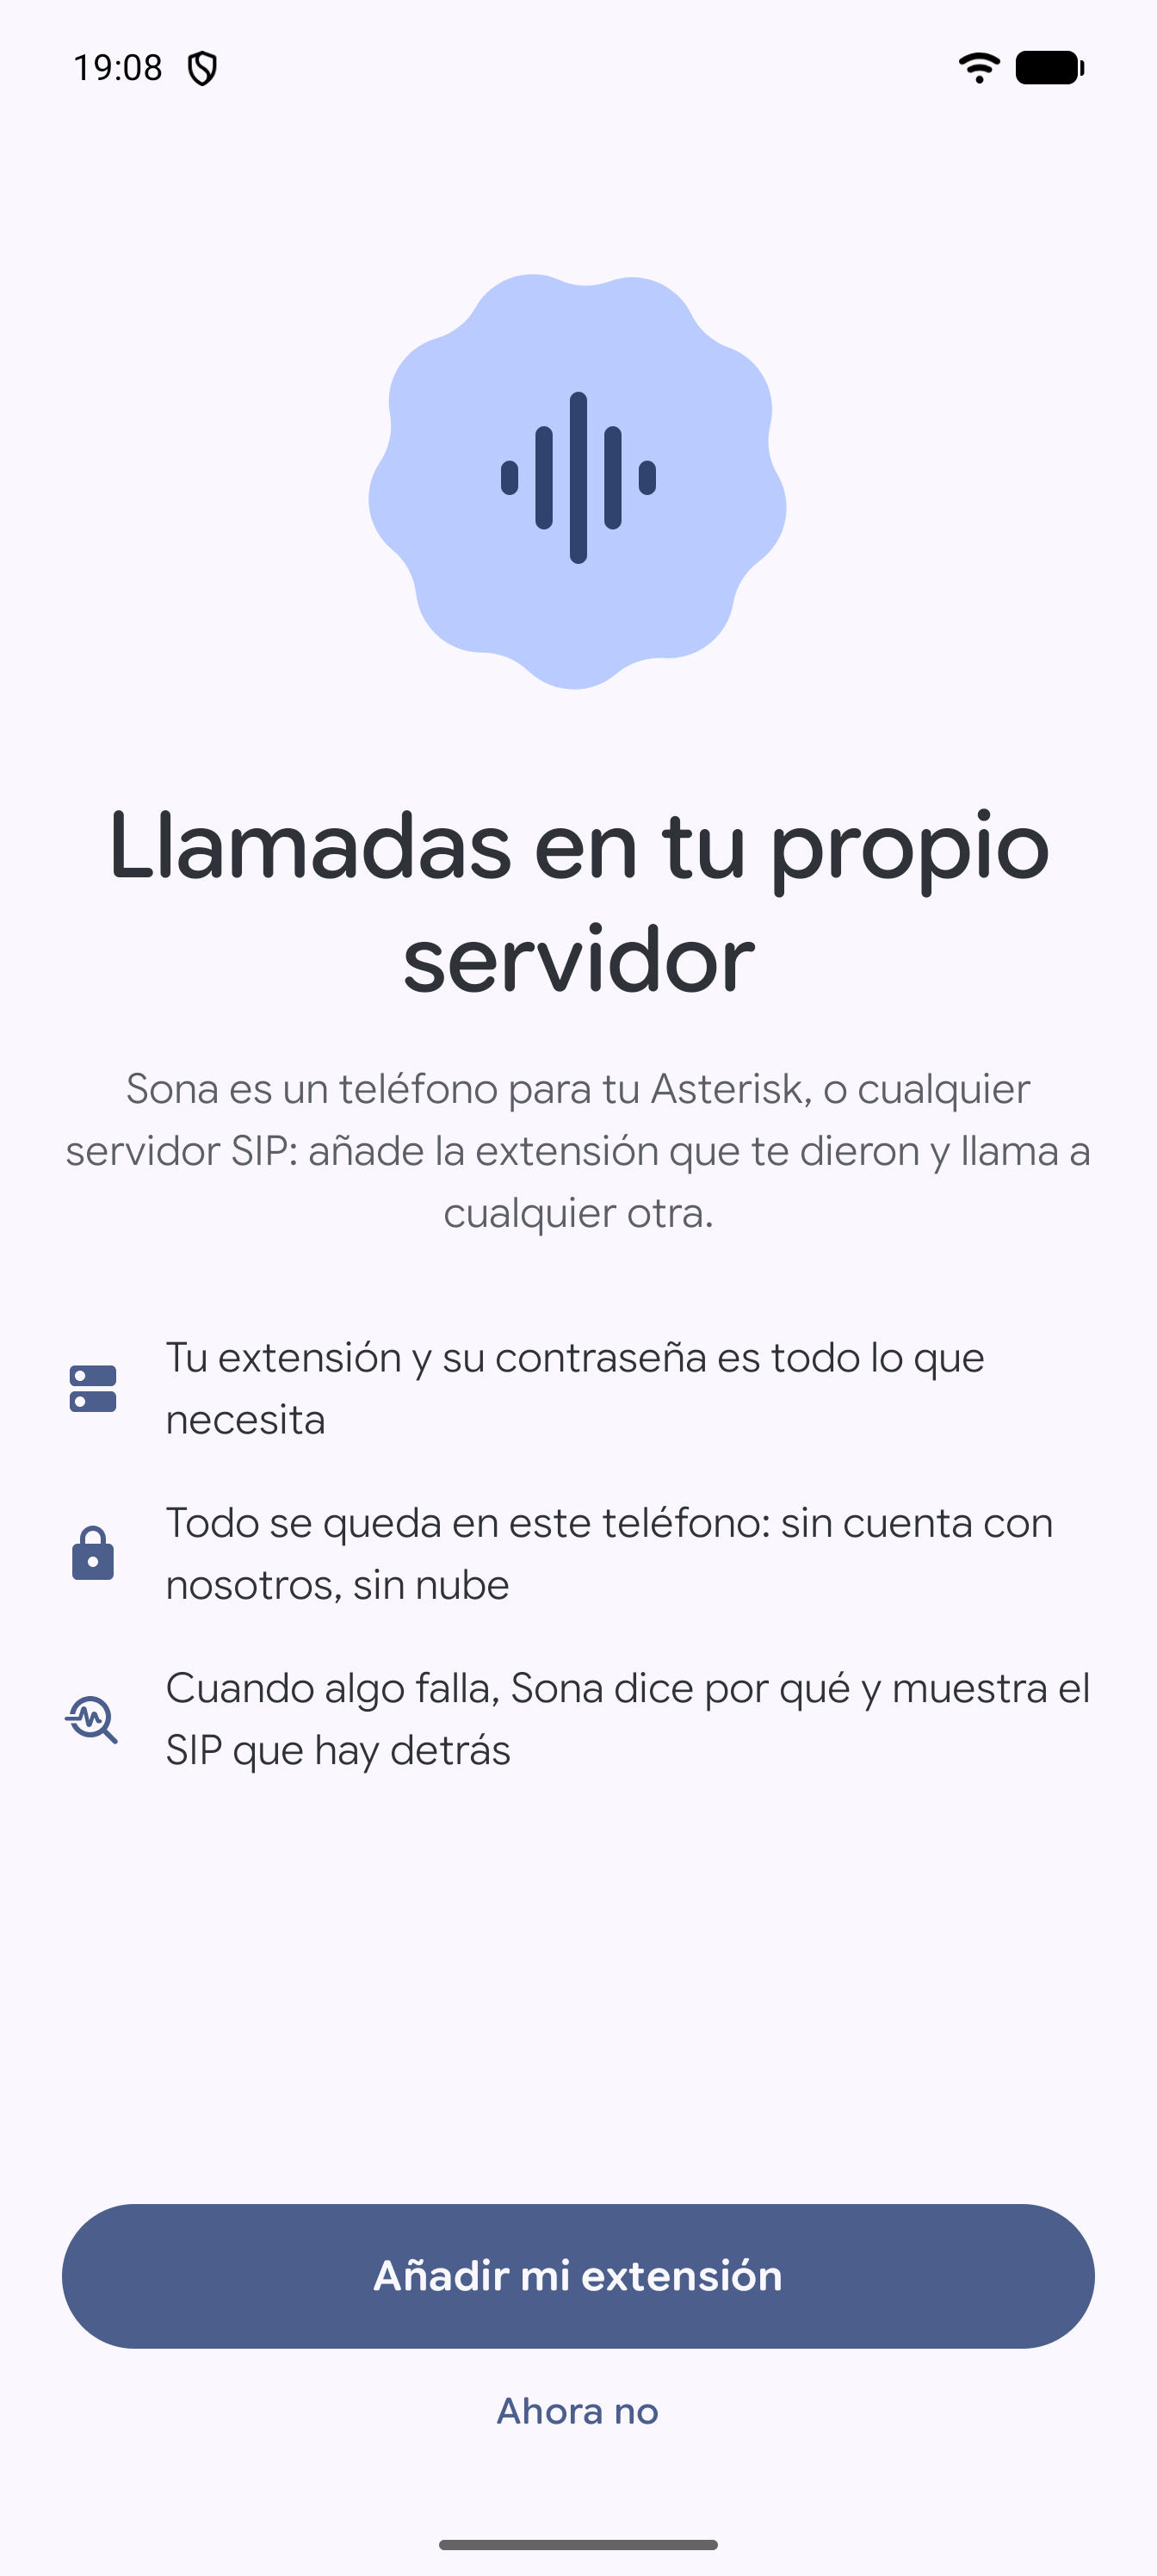 19:08
Llamadas en tu propio
servidor
Sona es un teléfono para tu Asterisk, o cualquier
servidor SIP: añade la extensión que te dieron y llama a
cualquier otra.
Tu extensión y su contraseña es todo lo que
necesita
Todo se queda en este teléfono: sin cuenta con
nosotros, sin nube
Cuando algo falla, Sona dice por qué y muestra el
SIP que hay detrás
Añadir mi extensión
Ahora no